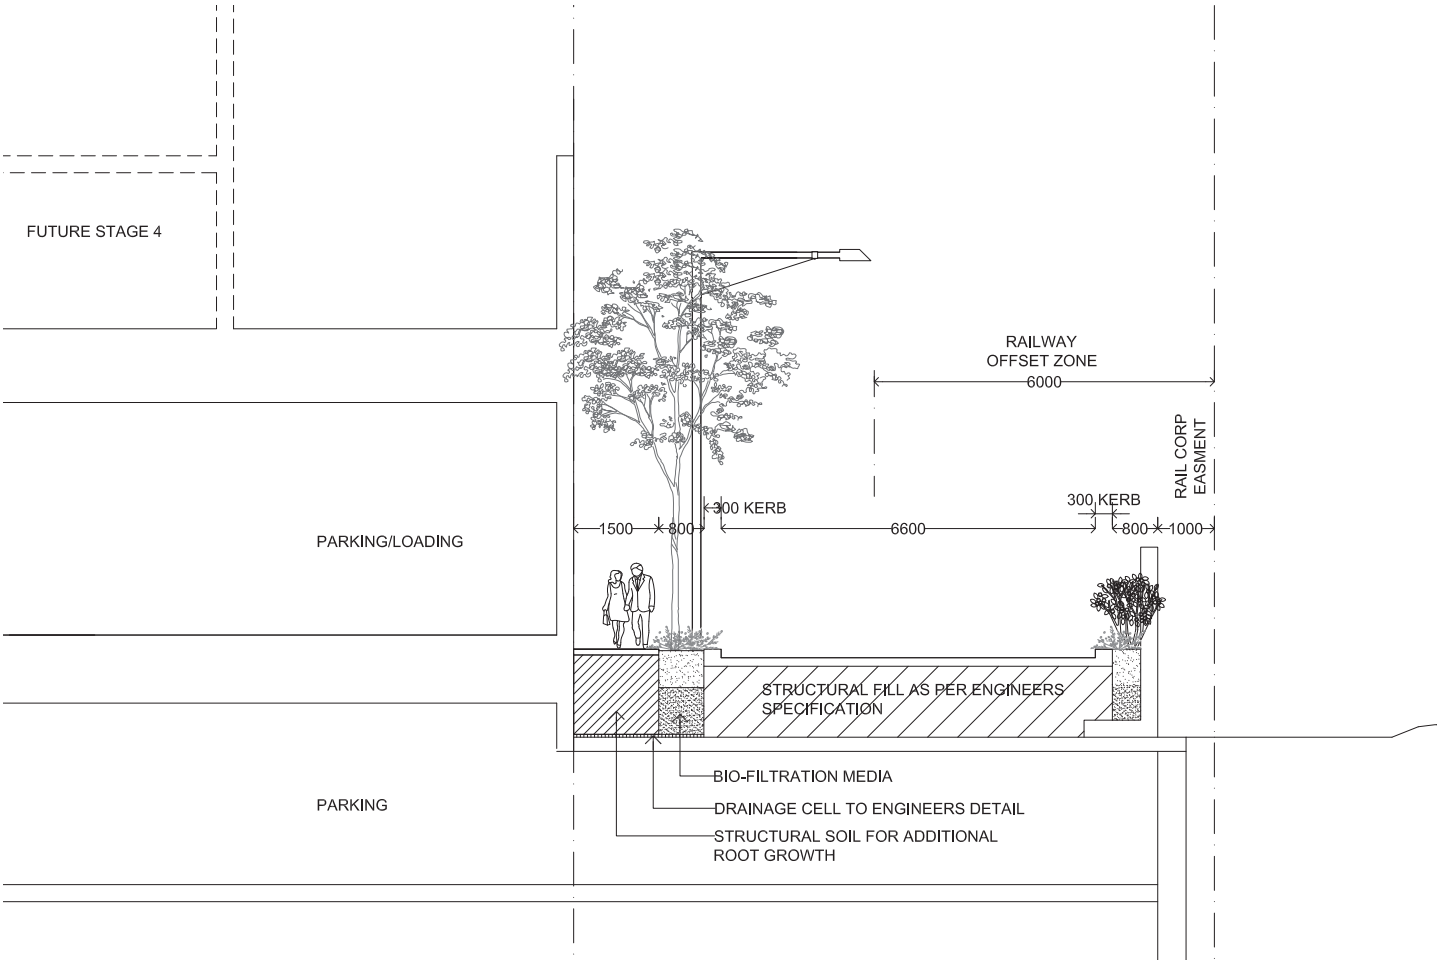 FUTURE STAGE 4
RAILWAY
OFFSET ZONE
6000
RAIL CORP
EASMENT
300 KERB
300 KERB
1500
800
6600
800
1000
PARKING/LOADING
STRUCTURAL FILL AS PER ENGINEERS
SPECIFICATION
BIO-FILTRATION MEDIA
PARKING
DRAINAGE CELL TO ENGINEERS DETAIL
STRUCTURAL SOIL FOR ADDITIONAL
ROOT GROWTH